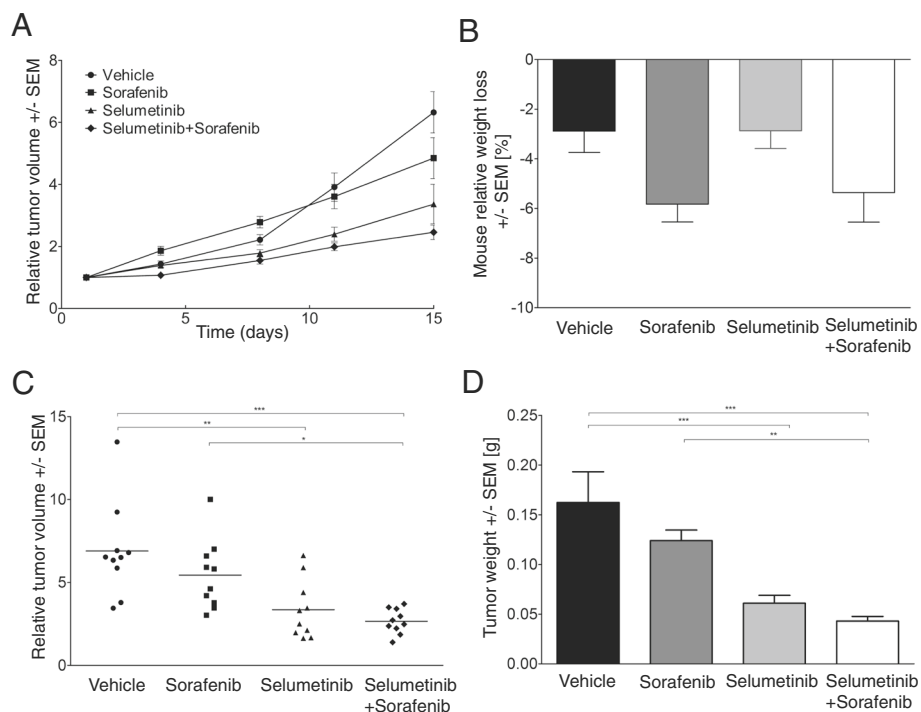 A
Relative tumor volume +/- SEM
8
6
4
2
0
0
5
10
15
Time (days)
Vehicle
Sorafenib
Selumetinib
Selumetinib+Sorafenib
B
Mouse relative weight loss
+/- SEM [%]
0
-2
-4
-6
-8
-10
Vehicle
Sorafenib
Selumetinib
Selumetinib
+Sorafenib
C
Relative tumor volume +/- SEM
15
10
5
0
***
**
*
Vehicle
Sorafenib
Selumetinib
Selumetinib
+Sorafenib
D
Tumor weight +/- SEM [g]
0.25
0.20
0.15
0.10
0.05
0.00
***
***
**
Vehicle
Sorafenib
Selumetinib
Selumetinib
+Sorafenib